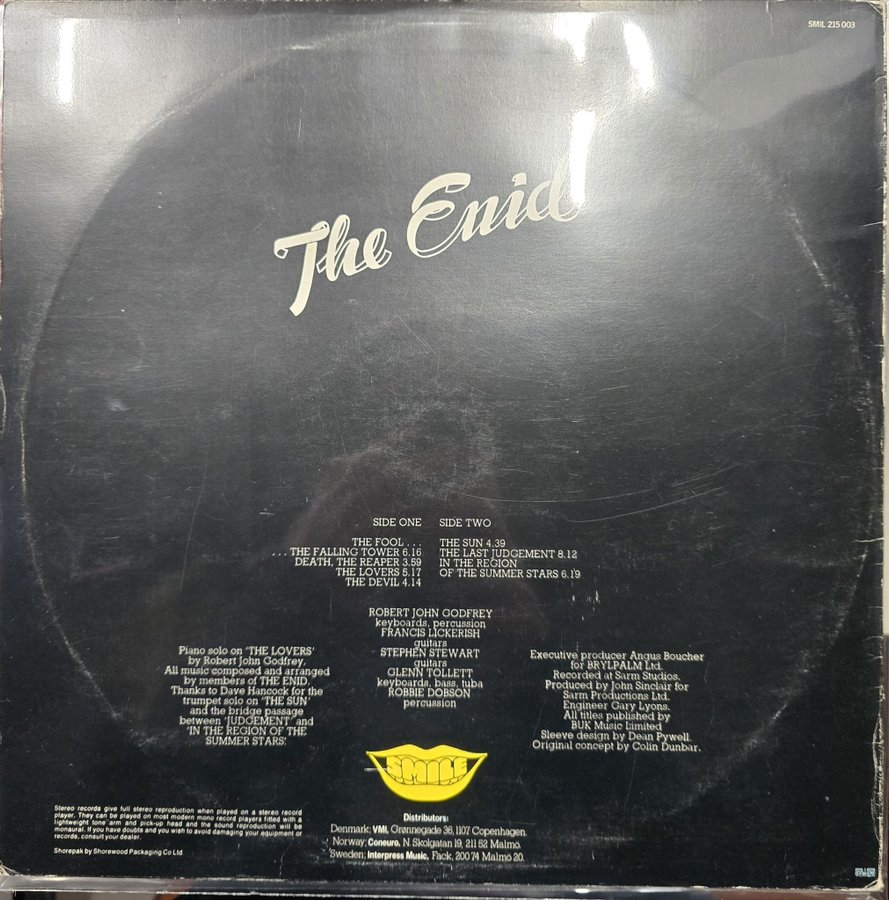 SMIL 215 003
The Enid
SIDE ONE
THE FOOL . . .
. . . THE FALLING TOWER 6.16
DEATH, THE REAPER 3.59
THE LOVERS 5.17
THE DEVIL 4.14
SIDE TWO
THE SUN 4.39
THE LAST JUDGEMENT 8.12
IN THE REGION
OF THE SUMMER STARS 6.19
ROBERT JOHN GODFREY
keyboards, percussion
FRANCIS LICKERISH
guitars
STEPHEN STEWART
guitars
GLENN TOLLETT
keyboards, bass, tuba
ROBBIE DOBSON
percussion
Piano solo on 'THE LOVERS'
by Robert John Godfrey.
All music composed and arranged
by members of THE ENID.
Thanks to Dave Hancock for the
trumpet solo on 'THE SUN'
and the bridge passage
between 'JUDGEMENT' and
'IN THE REGION OF THE
SUMMER STARS'.
Executive producer Angus Boucher
for BRYLPALM Ltd.
Recorded at Sarm Studios.
Produced by John Sinclair for
Sarm Productions Ltd.
Engineer Gary Lyons.
All titles published by
BUK Music Limited
Sleeve design by Dean Pywell.
Original concept by Colin Dunbar.
SMILE
Stereo records give full stereo reproduction when played on a stereo record
player. They can be played on most modern mono record players fitted with a
lightweight tone arm and pick-up head and the sound reproduction will be
monaural. If you have doubts and you wish to avoid damaging your equipment or
records, consult your dealer.
Shorepak by Shorewood Packaging Co Ltd
Distributors:
Denmark; VMI, Grønnegade 36, 1107 Copenhagen.
Norway; Coneuro, N. Skolgatan 19, 211 52 Malmö.
Sweden; Interpress Music, Fack, 200 74 Malmö 20.